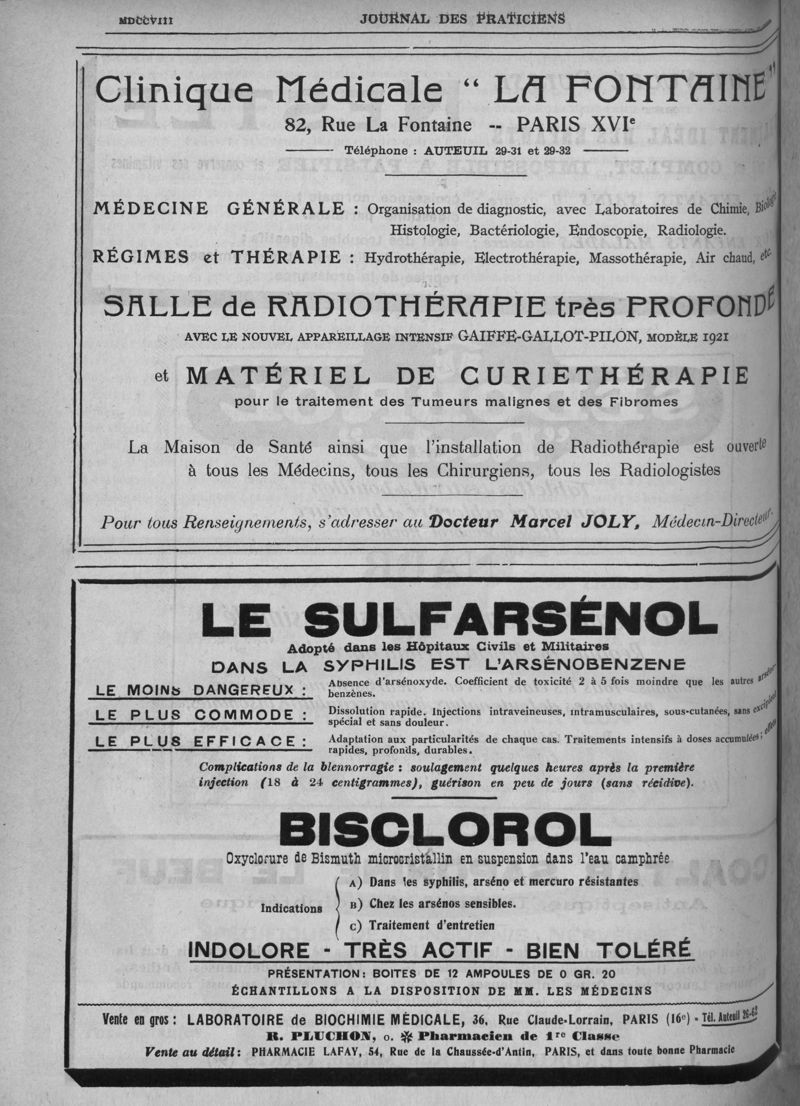 MDCCVIII
JOURNAL DES PRATICIENS
Clinique Médicale “ LA FONTAINE ”
82, Rue La Fontaine -- PARIS XVIe
Téléphone : AUTEUIL 29-31 et 29-32
MÉDECINE GÉNÉRALE : Organisation de diagnostic, avec Laboratoires de Chimie,
Histologie, Bactériologie, Endoscopie, Radiologie.
RÉGIMES et THÉRAPIE : Hydrothérapie, Electrothérapie, Massothérapie, Air chaud, etc.
SALLE de RADIOTHÉRAPIE très PROFONDE
AVEC LE NOUVEL APPAREILLAGE INTENSIF GAIFFE-GALLOT-PILON, MODÈLE 1921
et MATÉRIEL DE CURIETHÉRAPIE
pour le traitement des Tumeurs malignes et des Fibromes
La Maison de Santé ainsi que l'installation de Radiothérapie est ouverte
à tous les Médecins, tous les Chirurgiens, tous les Radiologistes
Pour tous Renseignements, s'adresser au Docteur Marcel JOLY, Médecin-Directeur.
LE SULFARSÉNOL
Adopté dans les Hôpitaux Civils et Militaires
DANS LA SYPHILIS EST L'ARSÉNOBENZENE
LE MOINS DANGEREUX : Absence d'arsénoxyde. Coefficient de toxicité 2 à 5 fois moindre que les autres
benzènes.
LE PLUS COMMODE : Dissolution rapide. Injections intraveineuses, intramusculaires, sous-cutanées, sans
spécial et sans douleur.
LE PLUS EFFICACE : Adaptation aux particularités de chaque cas. Traitements intensifs à doses accumulées ;
rapides, profonds, durables.
Complications de la blennorragie : soulagement quelques heures après la première
injection (18 à 24 centigrammes), guérison en peu de jours (sans récidive).
BISCLOROL
Oxyclorure de Bismuth microcristallin en suspension dans l'eau camphrée
Indications
A) Dans les syphilis, arséno et mercuro résistantes
B) Chez les arsénos sensibles.
C) Traitement d'entretien
INDOLORE - TRÈS ACTIF - BIEN TOLÉRÉ
PRÉSENTATION : BOITES DE 12 AMPOULES DE 0 GR. 20
ÉCHANTILLONS A LA DISPOSITION DE MM. LES MÉDECINS
Vente en gros : LABORATOIRE de BIOCHIMIE MÉDICALE, 36, Rue Claude-Lorrain, PARIS (16e) - Tél. Auteuil
R. PLUCHON, O. ✻ Pharmacien de 1re Classe
Vente au détail : PHARMACIE LAFAY, 54, Rue de la Chaussée-d'Antin, PARIS, et dans toute bonne Pharmacie